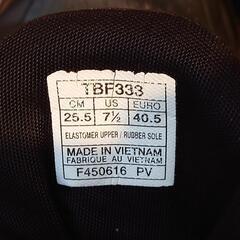 TBF333
CM US EURO
25.5 7½ 40.5
ELASTOMER UPPER / RUBBER SOLE
MADE IN VIETNAM
FABRIQUE AU VIETNAM
F450616 PV